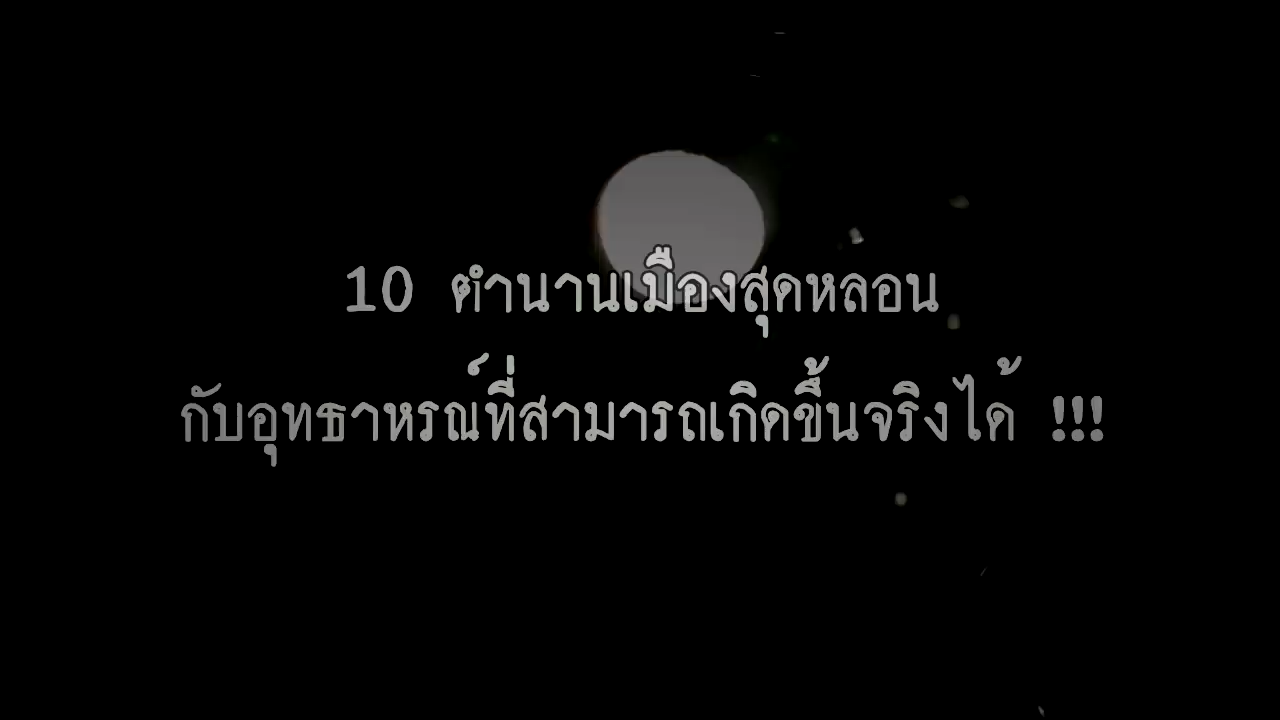 10 ตำนานเมืองสุดหลอน
กับอุทธาหรณ์ที่สามารถเกิดขึ้นจริงได้ !!!